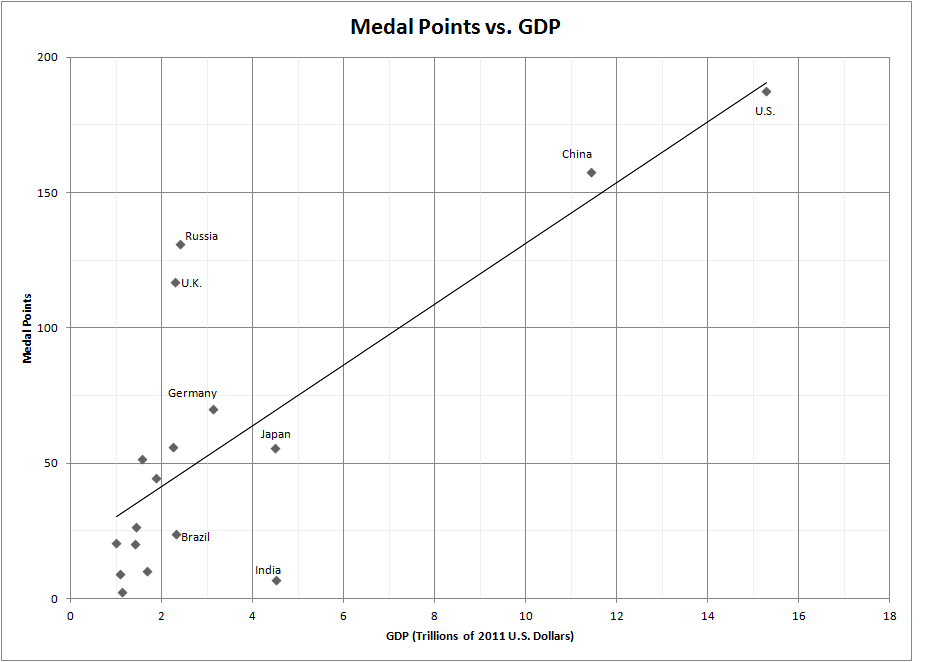 Medal Points vs. GDP
200
150
100
50
0
Medal Points
U.S.
China
Russia
U.K.
Germany
Japan
Brazil
India
0 2 4 6 8 10 12 14 16 18
GDP (Trillions of 2011 U.S. Dollars)